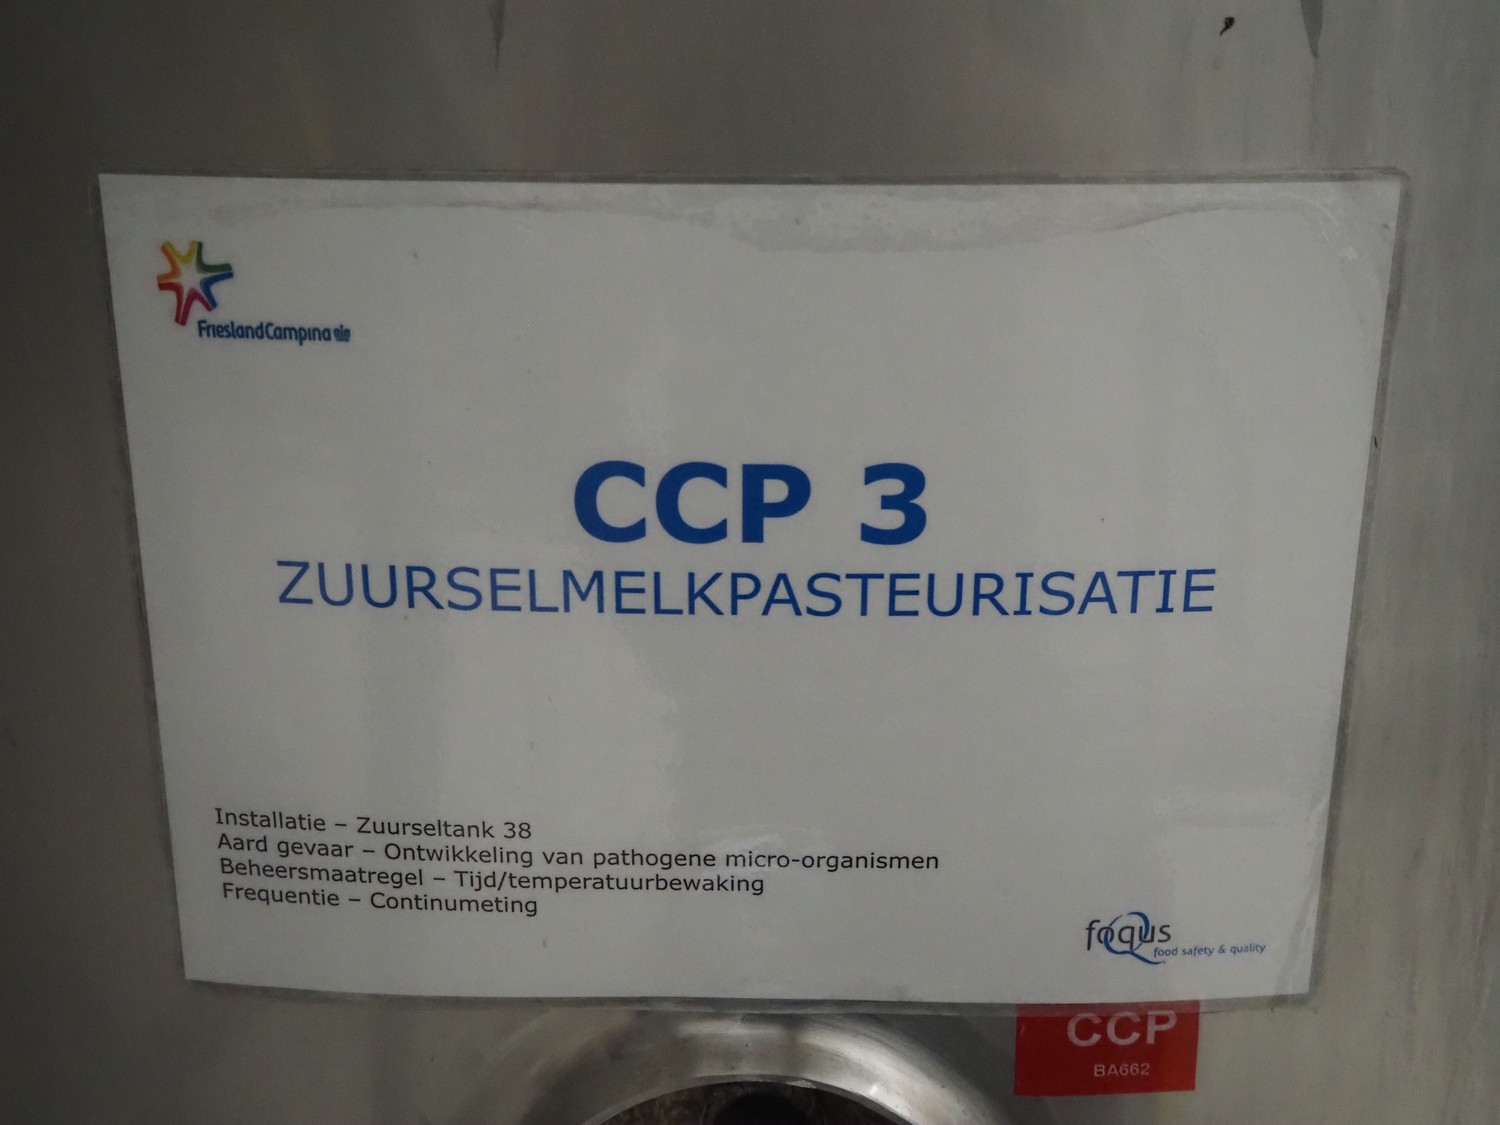 FrieslandCampina
CCP 3
ZUURSELMELKPASTEURISATIE
Installatie – Zuurseltank 38
Aard gevaar – Ontwikkeling van pathogene micro-organismen
Beheersmaatregel – Tijd/temperatuurbewaking
Frequentie – Continumeting
foqus
food safety & quality
CCP
BA662